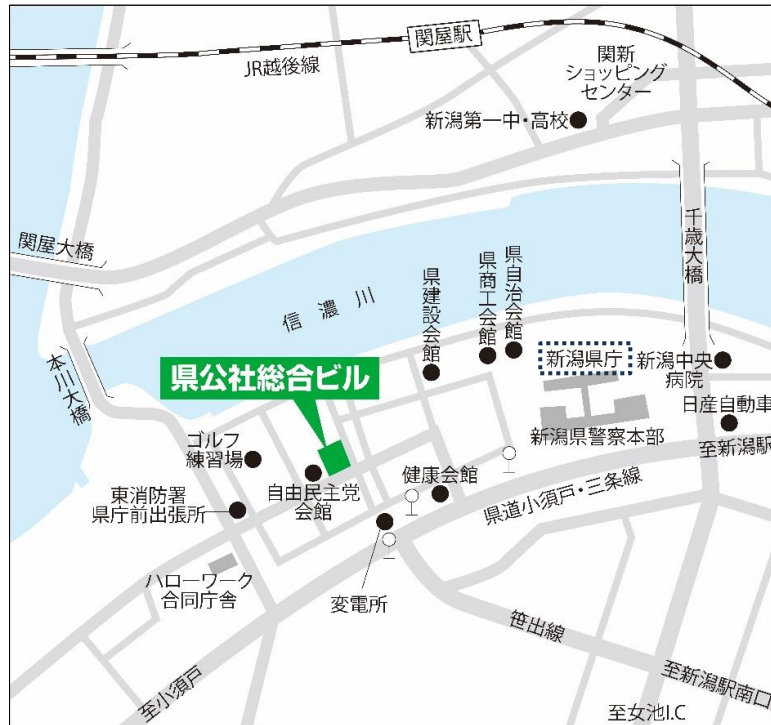 関屋駅
JR越後線
関新
ショッピング
センター
新潟第一中・高校
千歳大橋
関屋大橋
信濃川
本川大橋
県建設会館
県商工会館
県自治会館
新潟県庁
新潟中央
病院
県公社総合ビル
日産自動車
新潟県警察本部
至新潟駅
ゴルフ
練習場
健康会館
自由民主党
会館
東消防署
県庁前出張所
県道小須戸・三条線
ハローワーク
合同庁舎
変電所
笹出線
至新潟駅南口
至小須戸
至女池I.C